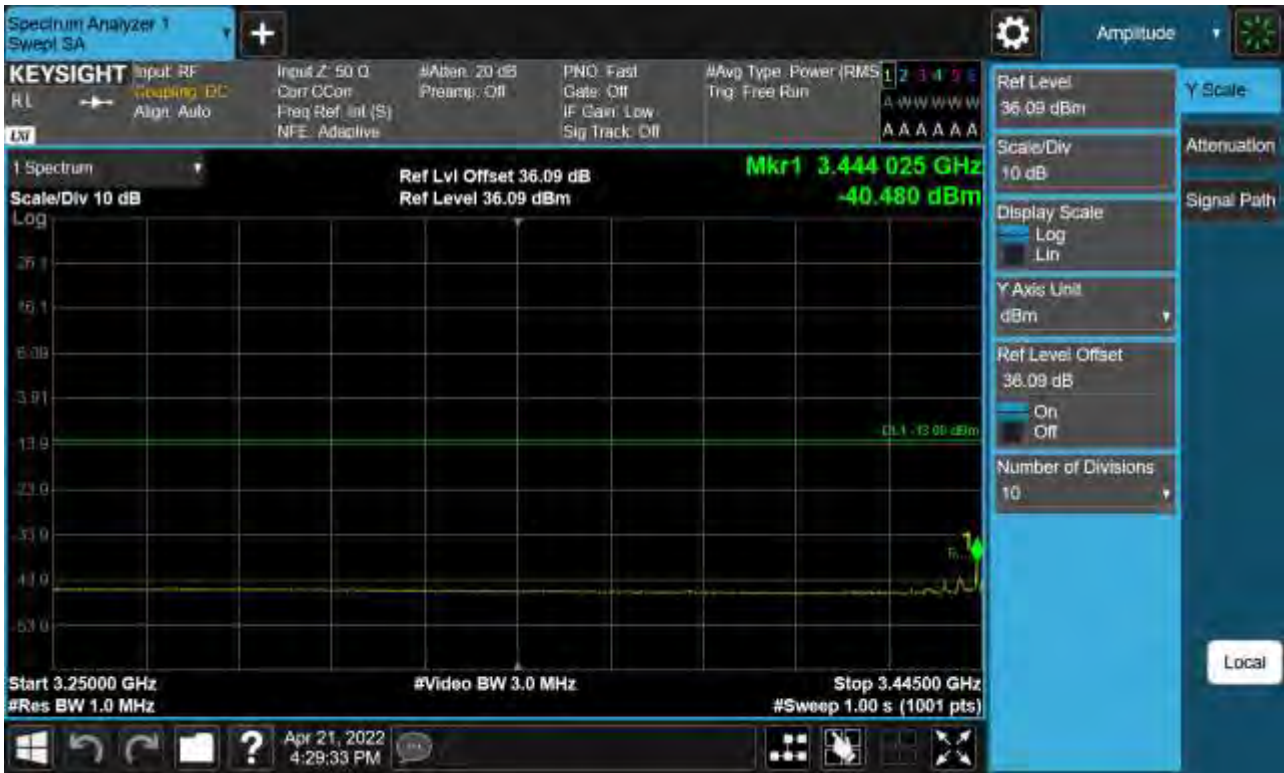 Spectrum Analyzer 1
Swept SA
Amplitude
KEYSIGHT
RL
Input: RF
Coupling: DC
Align: Auto
Input Z: 50 Ω
Corr CCorr
Freq Ref: Int (S)
NFE: Adaptive
#Atten: 20 dB
Preamp: Off
PNO: Fast
Gate: Off
IF Gain: Low
Sig Track: Off
#Avg Type: Power (RMS
Trig: Free Run
1 2 3 4 5 6
A W W W W W
A A A A A A
LXI
1 Spectrum
Scale/Div 10 dB
Log
Ref Lvl Offset 36.09 dB
Ref Level 36.09 dBm
Mkr1 3.444 025 GHz
-40.480 dBm
26.1
16.1
6.09
-3.91
-13.9
-23.9
-33.9
-43.9
-53.9
DL1 -13.00 dBm
1
Start 3.25000 GHz
#Res BW 1.0 MHz
#Video BW 3.0 MHz
Stop 3.44500 GHz
#Sweep 1.00 s (1001 pts)
Ref Level
36.09 dBm
Scale/Div
10 dB
Display Scale
Log
Lin
Y Axis Unit
dBm
Ref Level Offset
36.09 dB
On
Off
Number of Divisions
10
Y Scale
Attenuation
Signal Path
Local
?
Apr 21, 2022
4:29:33 PM